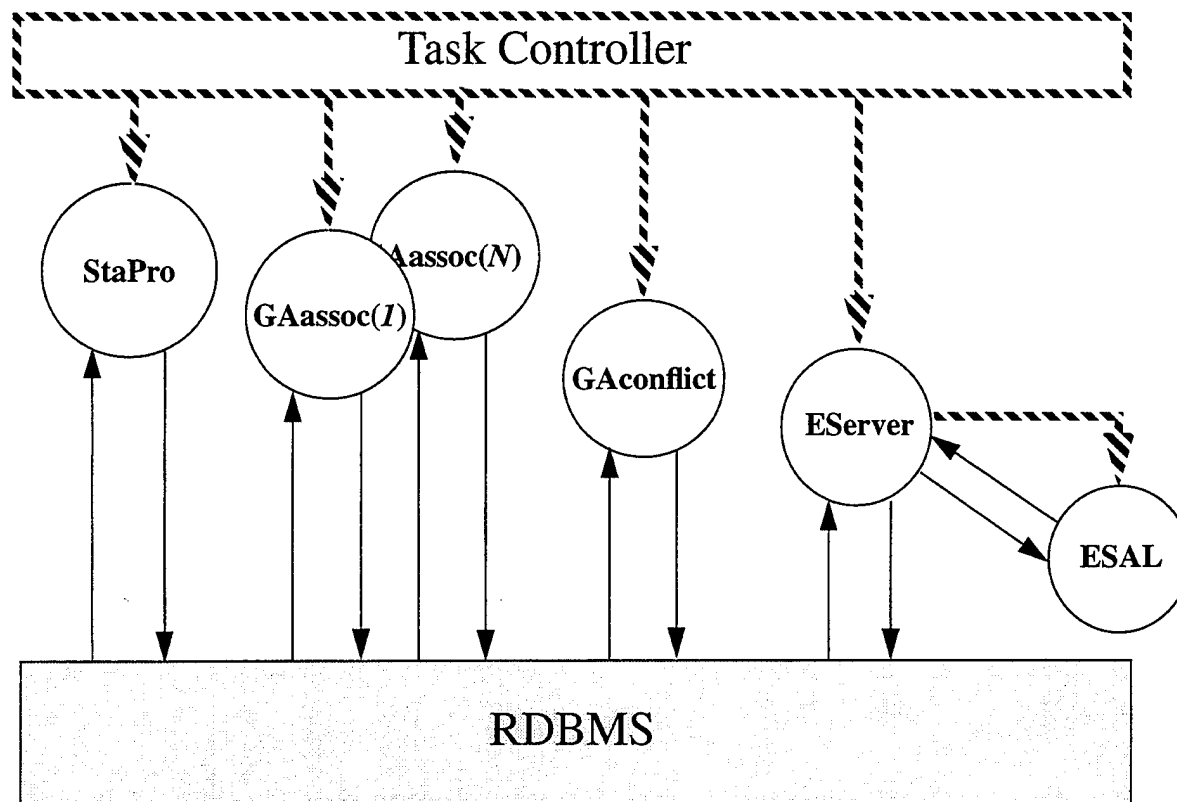 Task Controller
StaPro
GAassoc(1)
Aassoc(N)
GAconflict
EServer
ESAL
RDBMS